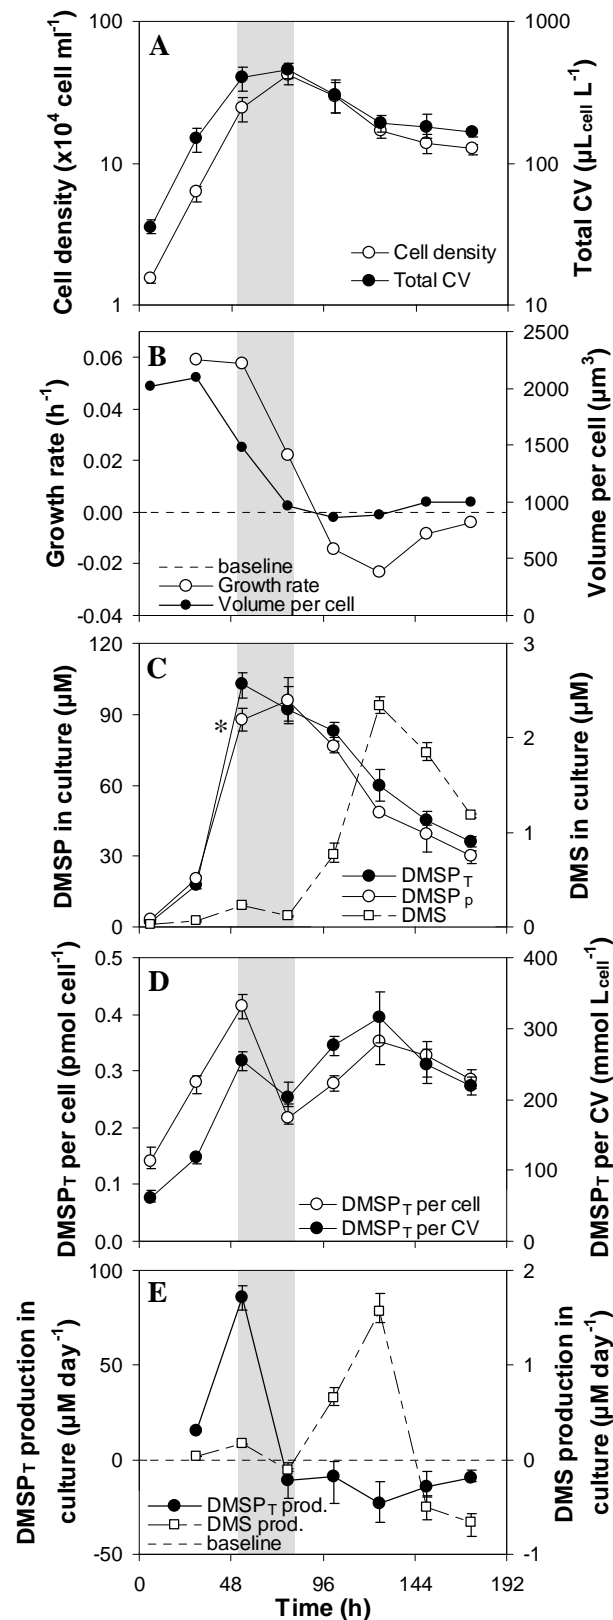 A
Cell density (x10⁴ cell ml⁻¹)
100
10
1
Total CV (µL_cell L⁻¹)
1000
100
10
Cell density
Total CV
B
Growth rate (h⁻¹)
0.06
0.04
0.02
0.00
-0.02
-0.04
Volume per cell (µm³)
2500
2000
1500
1000
500
0
baseline
Growth rate
Volume per cell
C
DMSP in culture (µM)
120
90
60
30
0
*
DMS in culture (µM)
3
2
1
0
DMSP_T
DMSP_p
DMS
D
DMSP_T per cell (pmol cell⁻¹)
0.5
0.4
0.3
0.2
0.1
0.0
DMSP_T per CV (mmol L_cell⁻¹)
400
300
200
100
0
DMSP_T per cell
DMSP_T per CV
E
DMSP_T production in
culture (µM day⁻¹)
100
50
0
-50
DMS production in
culture (µM day⁻¹)
2
1
0
-1
DMSP_T prod.
DMS prod.
baseline
0 48 96 144 192
Time (h)